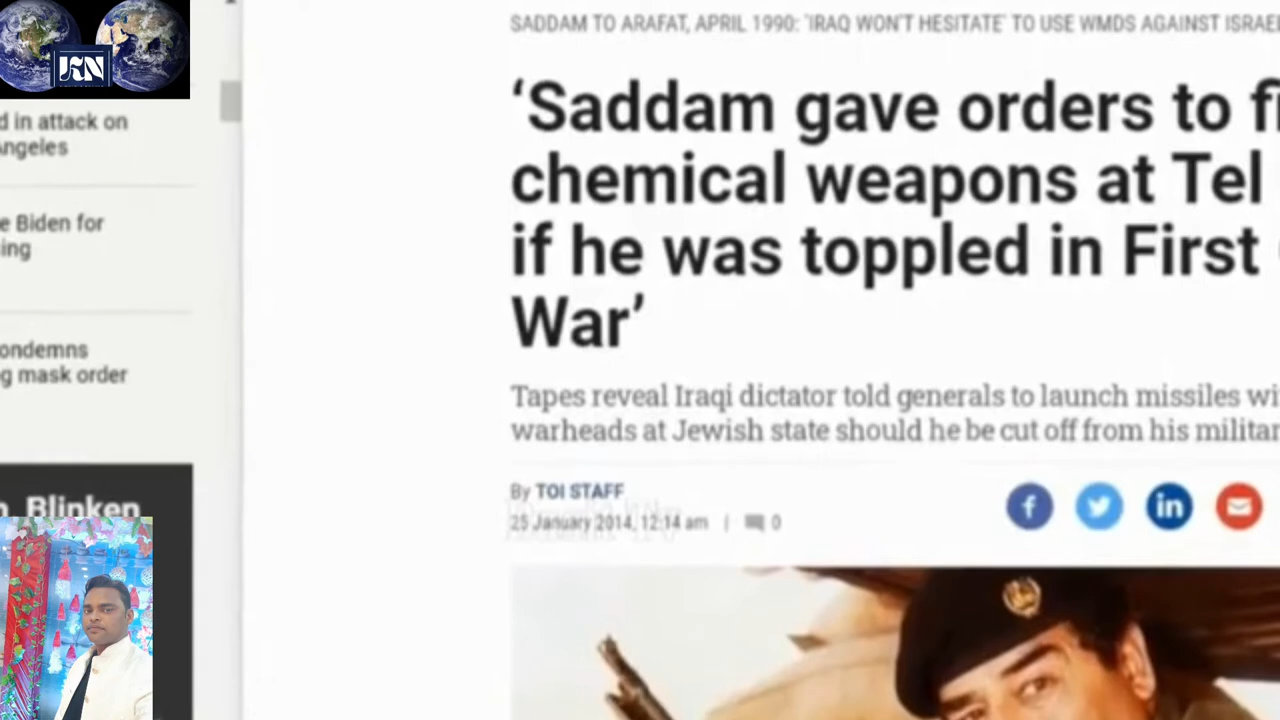 SADDAM TO ARAFAT, APRIL 1990: 'IRAQ WON'T HESITATE' TO USE WMDS AGAINST ISRAEL
'Saddam gave orders to fi
chemical weapons at Tel
if he was toppled in First
War'
Tapes reveal Iraqi dictator told generals to launch missiles wi
warheads at Jewish state should he be cut off from his militar
By TOI STAFF
25 January 2014, 12:14 am | 0
d in attack on
Angeles
e Biden for
ing
ondemns
g mask order
Blinken